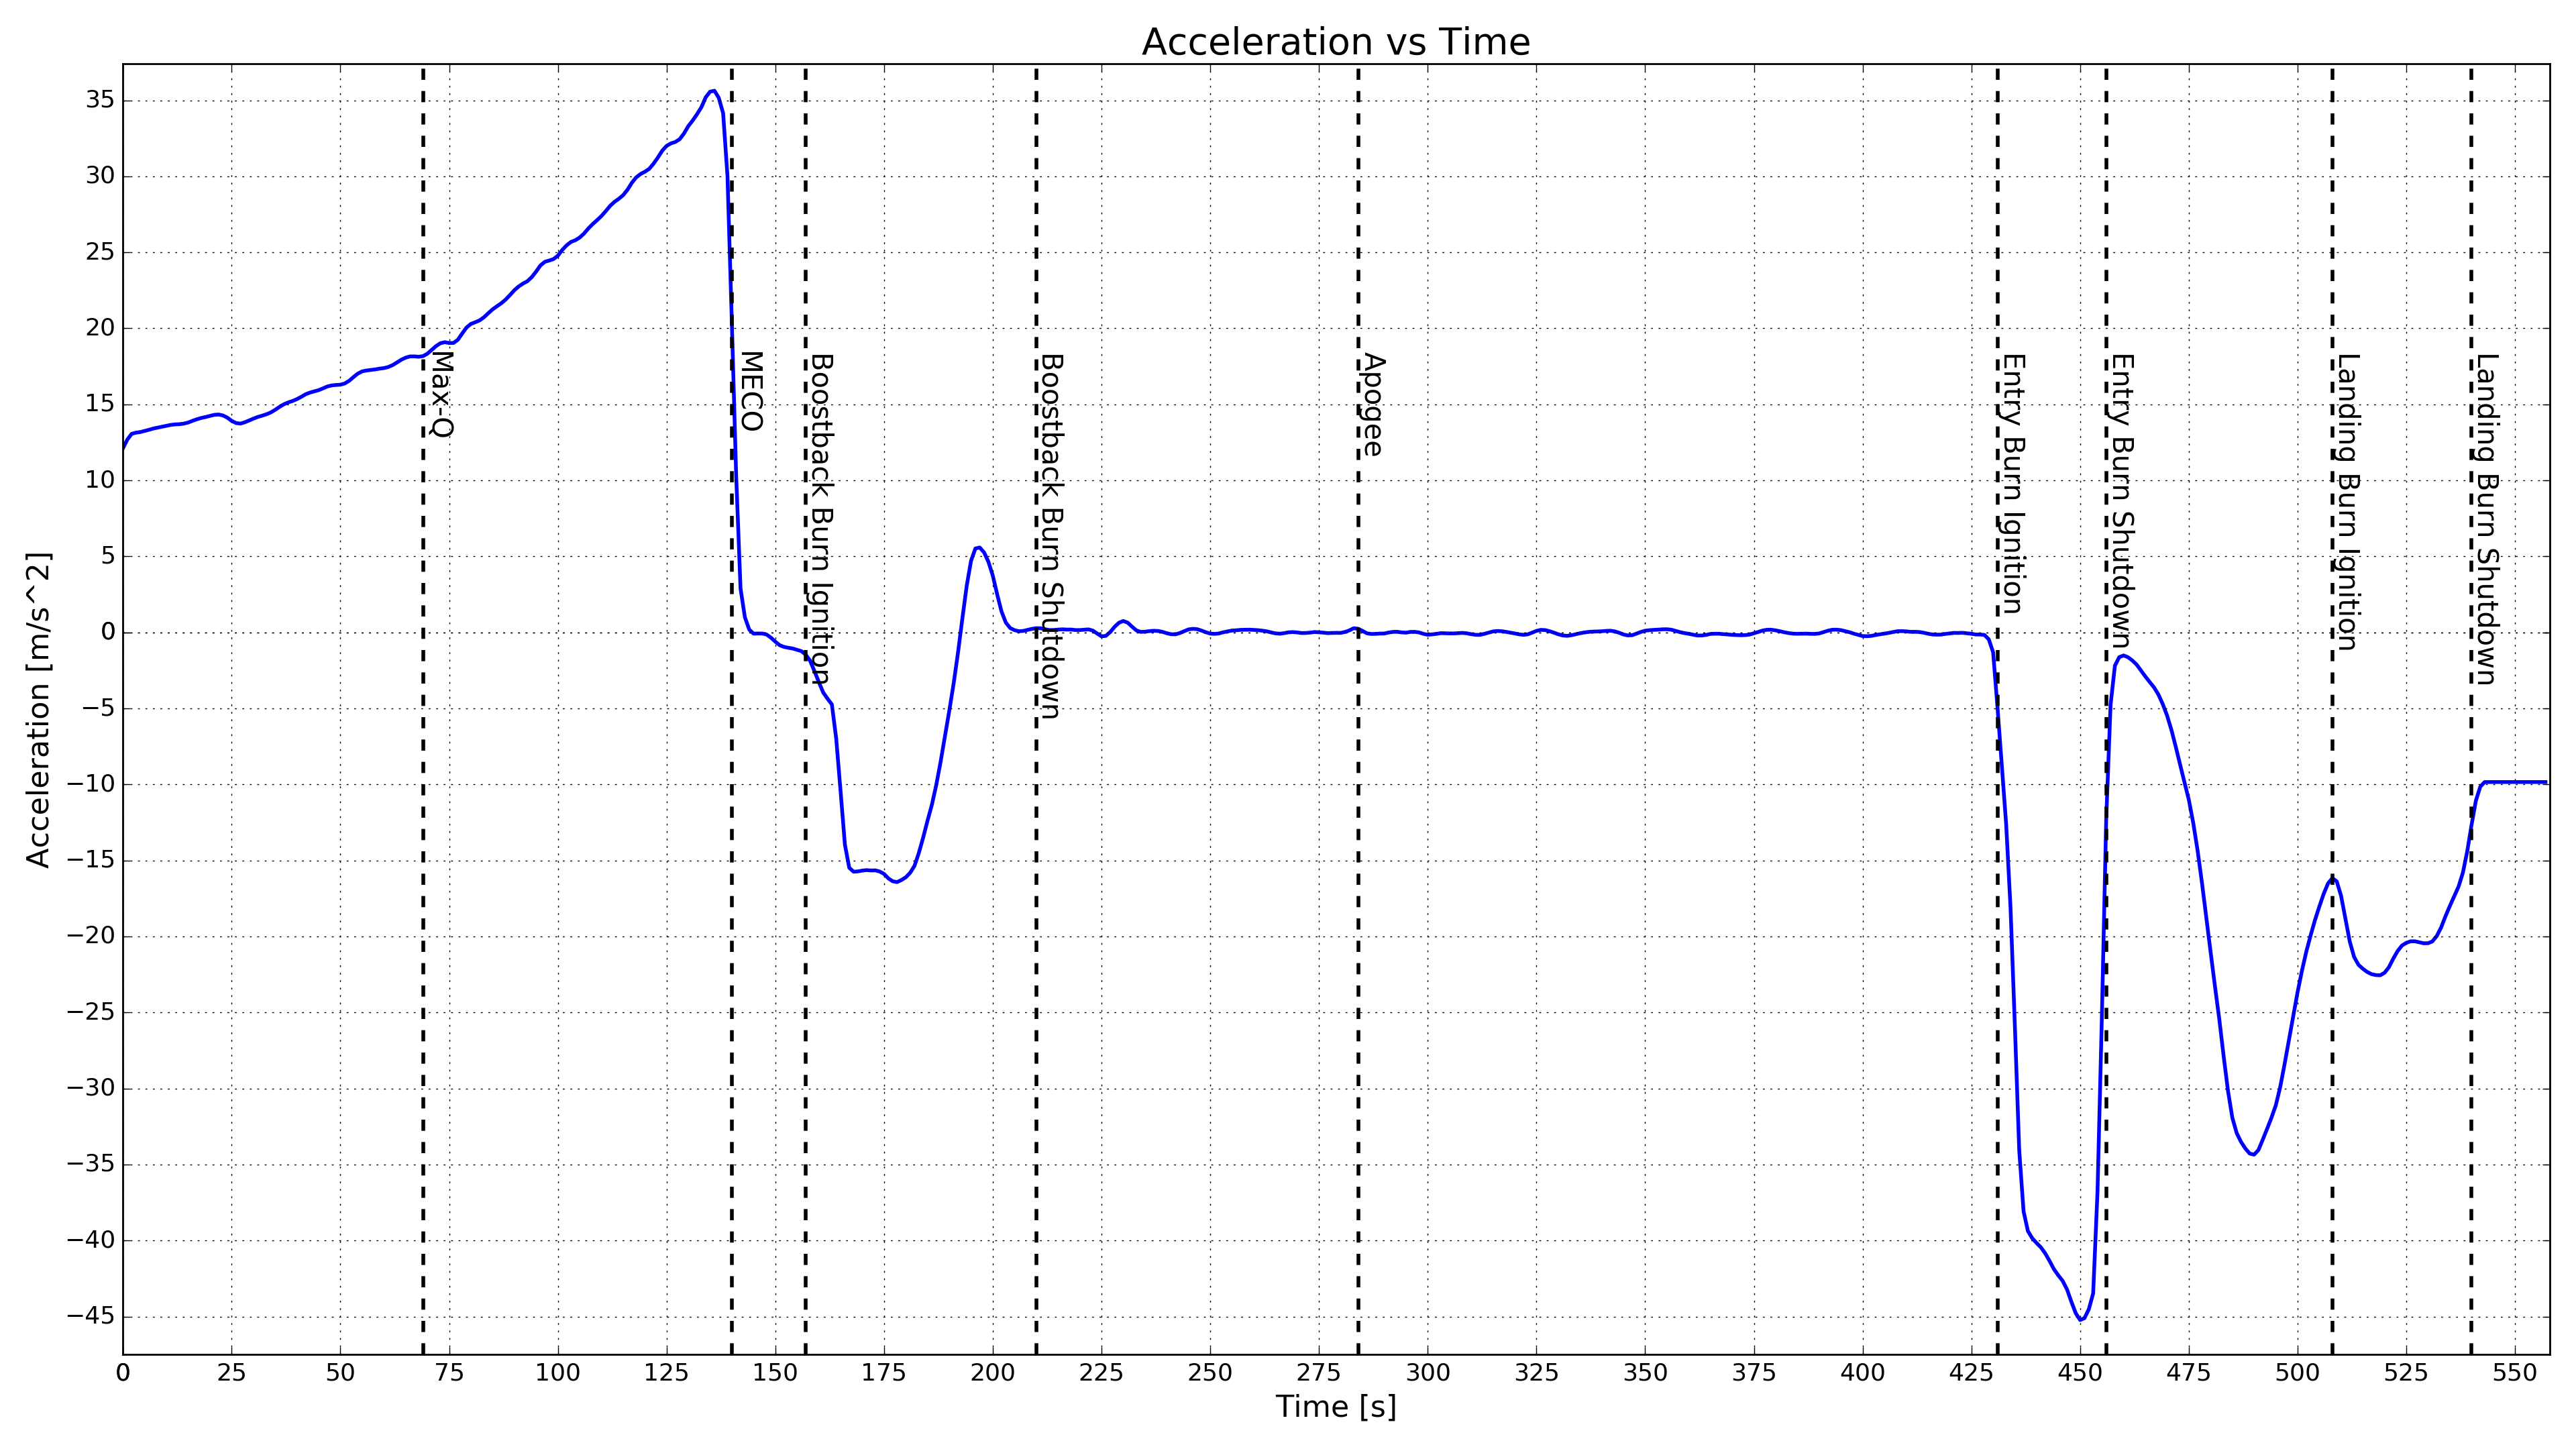 Acceleration vs Time
Acceleration [m/s^2]
35
30
25
20
15
10
5
0
−5
−10
−15
−20
−25
−30
−35
−40
−45
Max-Q
MECO
Boostback Burn Ignition
Boostback Burn Shutdown
Apogee
Entry Burn Ignition
Entry Burn Shutdown
Landing Burn Ignition
Landing Burn Shutdown
0 25 50 75 100 125 150 175 200 225 250 275 300 325 350 375 400 425 450 475 500 525 550
Time [s]